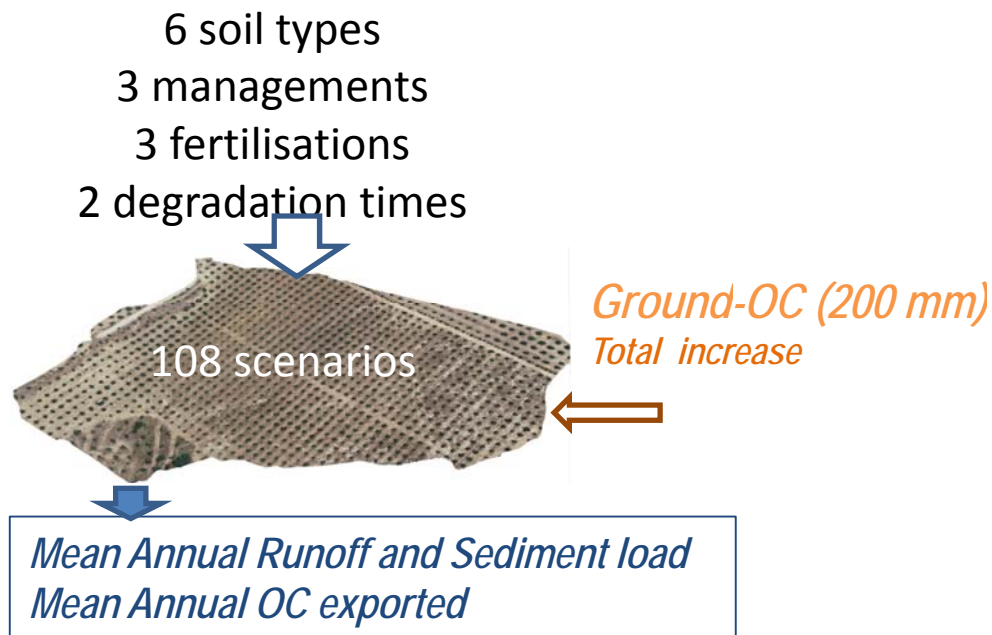 6 soil types
3 managements
3 fertilisations
2 degradation times
108 scenarios
Ground-OC (200 mm)
Total increase
Mean Annual Runoff and Sediment load
Mean Annual OC exported